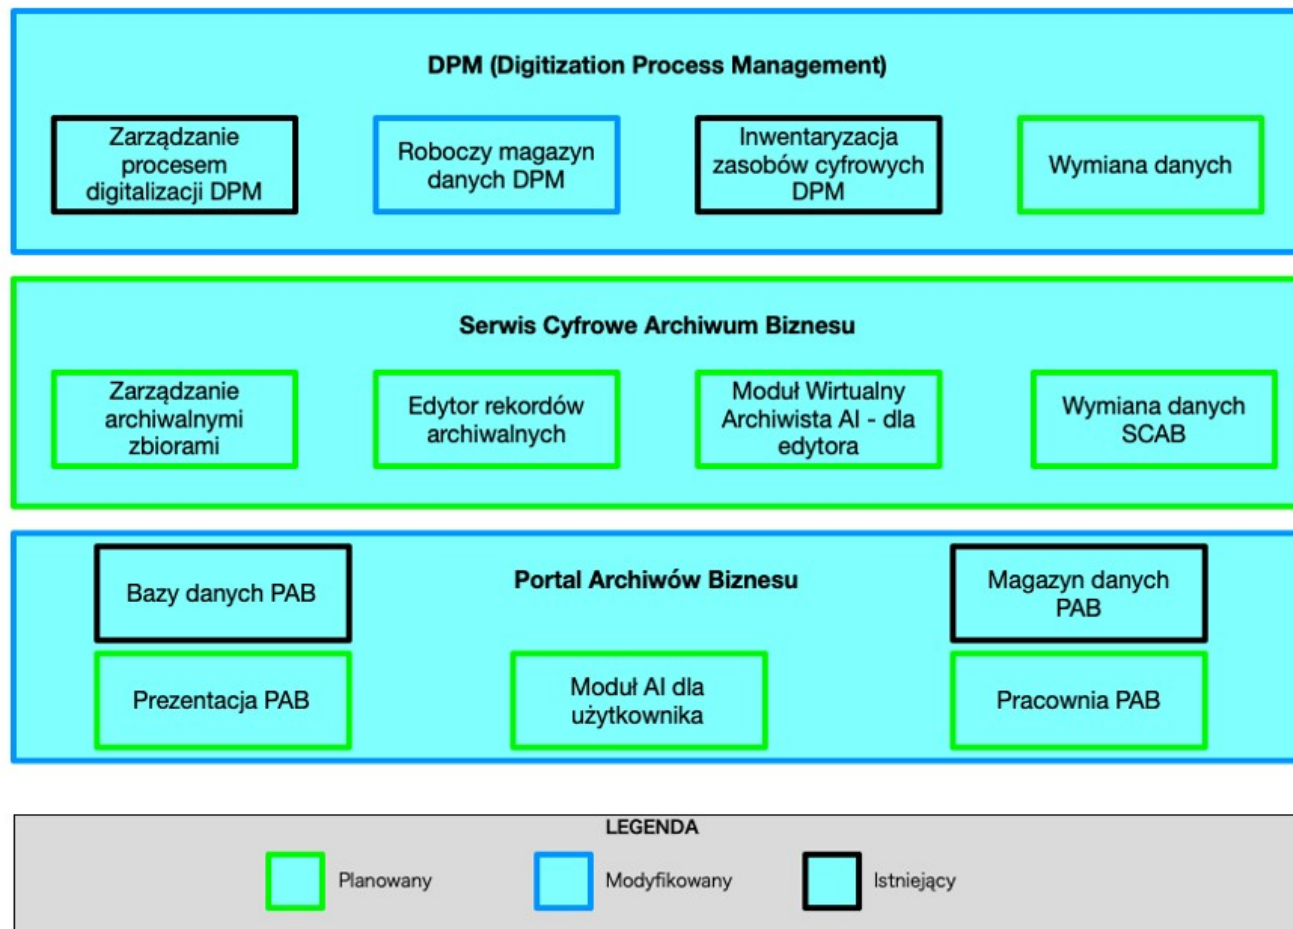 DPM (Digitization Process Management)
Zarządzanie
procesem
digitalizacji DPM
Roboczy magazyn
danych DPM
Inwentaryzacja
zasobów cyfrowych
DPM
Wymiana danych
Serwis Cyfrowe Archiwum Biznesu
Zarządzanie
archiwalnymi
zbiorami
Edytor rekordów
archiwalnych
Moduł Wirtualny
Archiwista AI - dla
edytora
Wymiana danych
SCAB
Portal Archiwów Biznesu
Bazy danych PAB
Magazyn danych
PAB
Prezentacja PAB
Moduł AI dla
użytkownika
Pracownia PAB
LEGENDA
Planowany
Modyfikowany
Istniejący